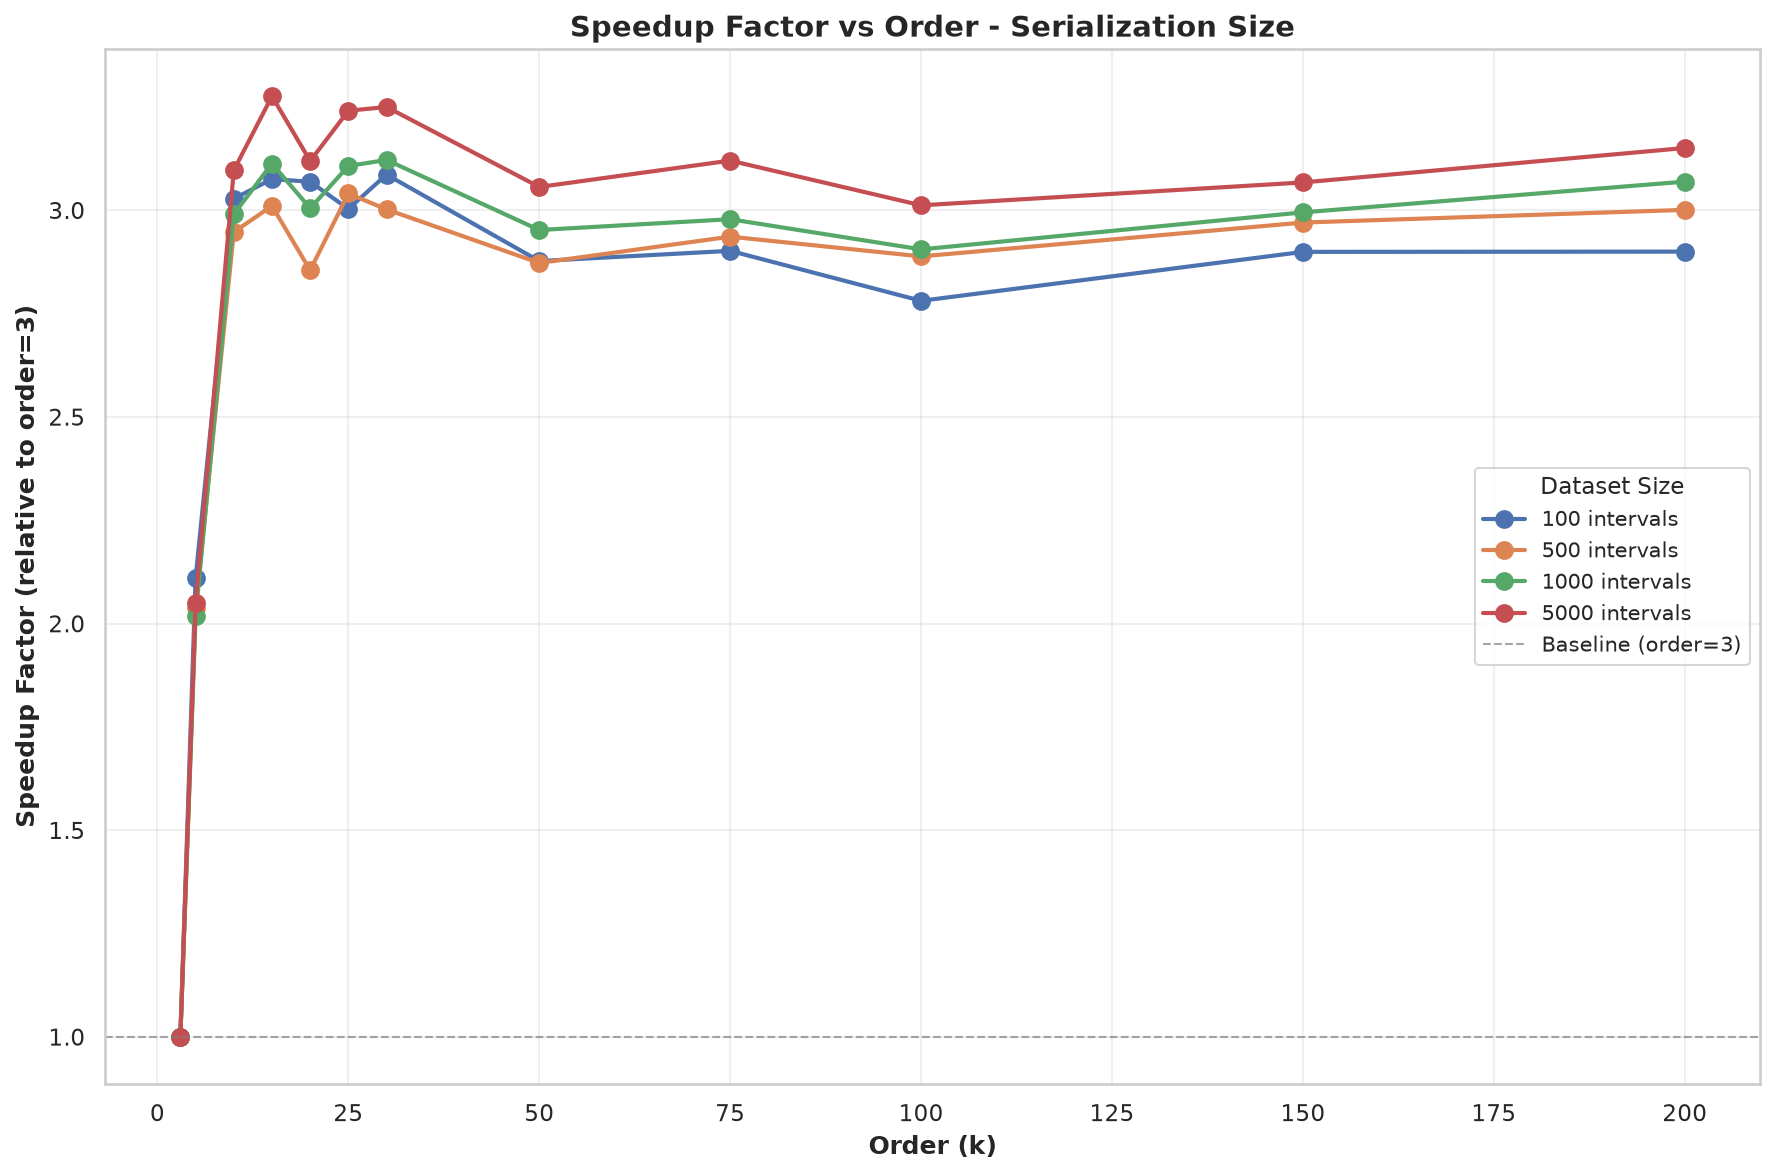 Speedup Factor vs Order - Serialization Size
Speedup Factor (relative to order=3)
3.0
2.5
2.0
1.5
1.0
Dataset Size
100 intervals
500 intervals
1000 intervals
5000 intervals
Baseline (order=3)
0 25 50 75 100 125 150 175 200
Order (k)